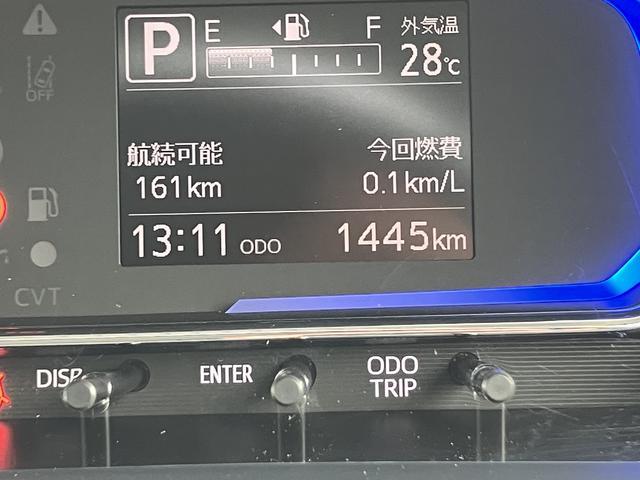 P E F 外気温
28℃
航続可能 今回燃費
161km 0.1km/L
13:11 ODO 1445km
OFF
CVT
DISP ENTER ODO
TRIP